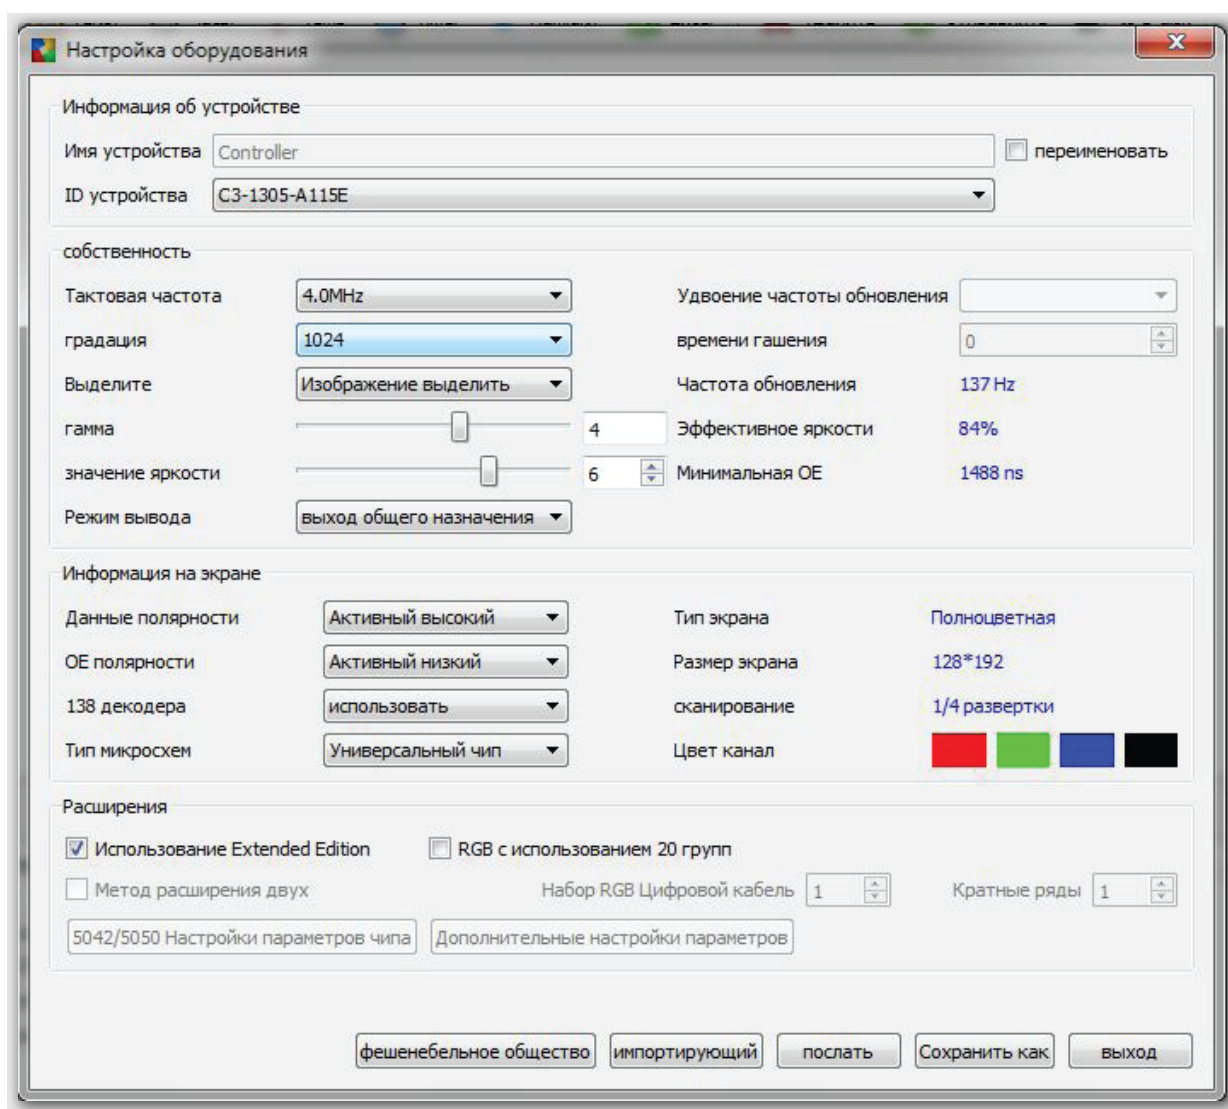 Настройка оборудования
Информация об устройстве
Имя устройства Controller переименовать
ID устройства C3-1305-A115E
собственность
Тактовая частота 4.0MHz Удвоение частоты обновления
градация 1024 времени гашения 0
Выделите Изображение выделить Частота обновления 137 Hz
гамма 4 Эффективное яркости 84%
значение яркости 6 Минимальная OE 1488 ns
Режим вывода выход общего назначения
Информация на экране
Данные полярности Активный высокий Тип экрана Полноцветная
OE полярности Активный низкий Размер экрана 128*192
138 декодера использовать сканирование 1/4 развертки
Тип микросхем Универсальный чип Цвет канал
Расширения
Использование Extended Edition RGB с использованием 20 групп
Метод расширения двух Набор RGB Цифровой кабель 1 Кратные ряды 1
5042/5050 Настройки параметров чипа Дополнительные настройки параметров
фешенебельное общество импортирующий послать Сохранить как выход